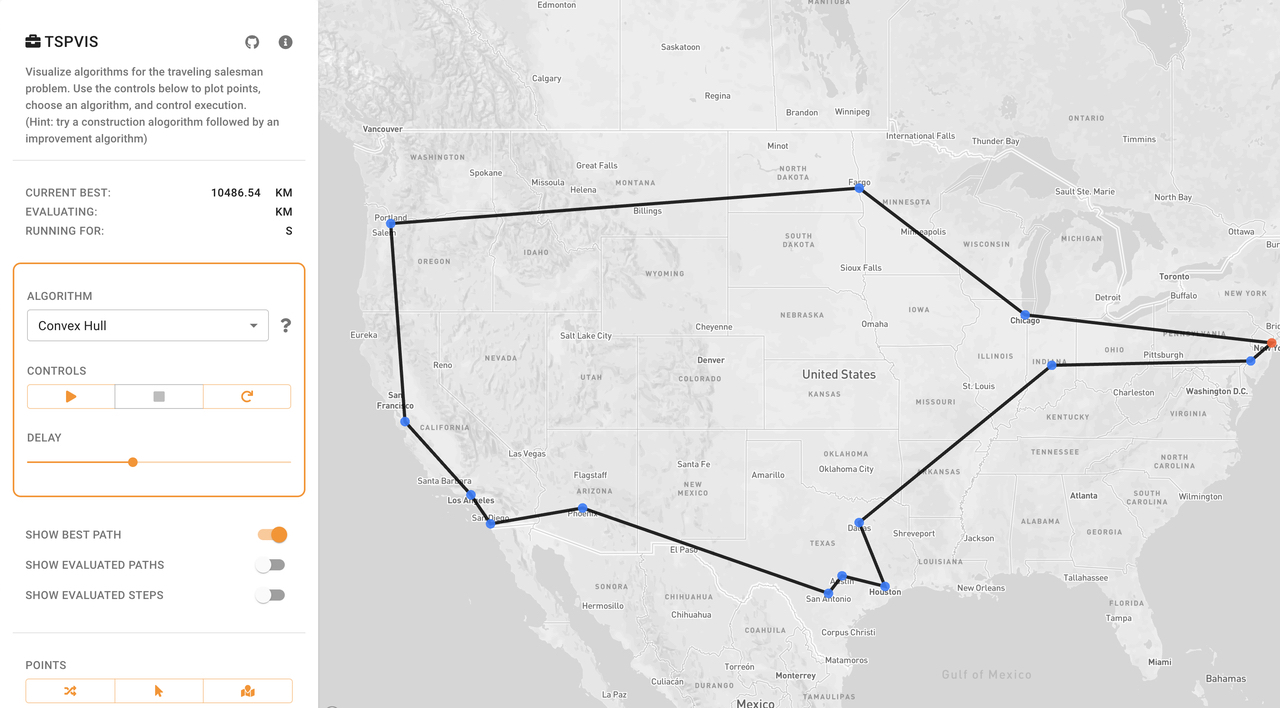 TSPVIS
Visualize algorithms for the traveling salesman
problem. Use the controls below to plot points,
choose an algorithm, and control execution.
(Hint: try a construction alogorithm followed by an
improvement algorithm)
CURRENT BEST: 10486.54 KM
EVALUATING: KM
RUNNING FOR: S
ALGORITHM
Convex Hull
?
CONTROLS
DELAY
SHOW BEST PATH
SHOW EVALUATED PATHS
SHOW EVALUATED STEPS
POINTS
MANITOBA
Edmonton
Saskatoon
Calgary
Regina
Brandon
Winnipeg
ONTARIO
Vancouver
International Falls
Thunder Bay
Timmins
Minot
WASHINGTON
Spokane
Great Falls
Missoula
Helena
MONTANA
NORTH
DAKOTA
Fargo
Sault Ste. Marie
North Bay
MINNESOTA
Billings
Portland
Salem
Minneapolis
Ottawa
MICHIGAN
WISCONSIN
SOUTH
DAKOTA
IDAHO
OREGON
WYOMING
Sioux Falls
Toronto
Buffalo
NEW YORK
Detroit
IOWA
NEBRASKA
Chicago
Omaha
Cheyenne
Eureka
Salt Lake City
PENNSYLVANIA
OHIO
Pittsburgh
ILLINOIS
INDIANA
NEVADA
Reno
Denver
United States
COLORADO
UTAH
KANSAS
St. Louis
Charleston
Washington D.C.
San
Francisco
MISSOURI
KENTUCKY
VIRGINIA
CALIFORNIA
Las Vegas
TENNESSEE
OKLAHOMA
Oklahoma City
Santa Fe
Amarillo
ARKANSAS
NORTH
CAROLINA
Flagstaff
ARIZONA
NEW
MEXICO
Santa Barbara
Los Angeles
Atlanta
SOUTH
CAROLINA
Wilmington
Phoenix
San Diego
Dallas
ALABAMA
GEORGIA
Shreveport
Jackson
TEXAS
El Paso
LOUISIANA
Tallahassee
Austin
SONORA
CHIHUAHUA
Houston
New Orleans
San Antonio
Hermosillo
Chihuahua
FLORIDA
Tampa
COAHUILA
Corpus Christi
Matamoros
Miami
Torreón
Monterrey
Gulf of Mexico
Bahamas
Culiacán
DURANGO
La Paz
TAMAULIPAS
Mexico